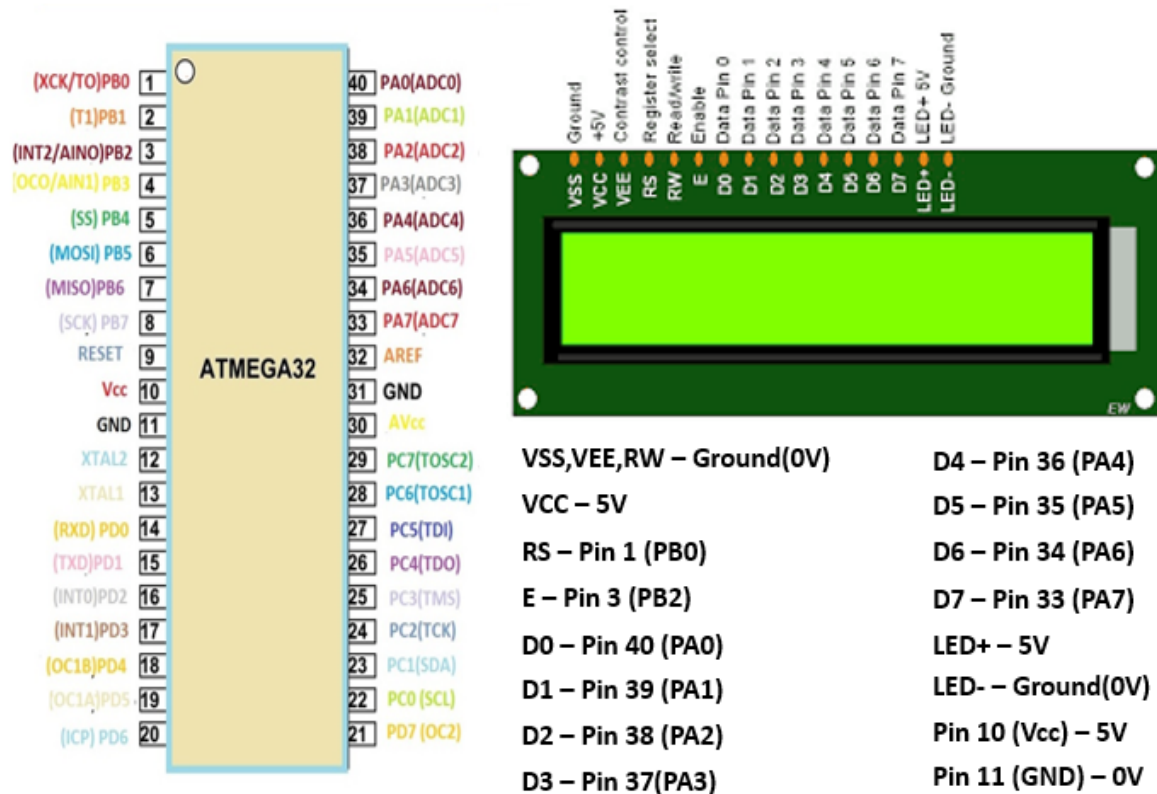 (XCK/TO)PB0 1
(T1)PB1 2
(INT2/AINO)PB2 3
(OCO/AIN1) PB3 4
(SS) PB4 5
(MOSI) PB5 6
(MISO)PB6 7
(SCK) PB7 8
RESET 9
Vcc 10
GND 11
XTAL2 12
XTAL1 13
(RXD) PD0 14
(TXD)PD1 15
(INT0)PD2 16
(INT1)PD3 17
(OC1B)PD4 18
(OC1A)PD5 19
(ICP) PD6 20
ATMEGA32
40 PA0(ADC0)
39 PA1(ADC1)
38 PA2(ADC2)
37 PA3(ADC3)
36 PA4(ADC4)
35 PA5(ADC5)
34 PA6(ADC6)
33 PA7(ADC7
32 AREF
31 GND
30 AVcc
29 PC7(TOSC2)
28 PC6(TOSC1)
27 PC5(TDI)
26 PC4(TDO)
25 PC3(TMS)
24 PC2(TCK)
23 PC1(SDA)
22 PC0 (SCL)
21 PD7 (OC2)
Ground
+5V
Contrast control
Register select
Read/write
Enable
Data Pin 0
Data Pin 1
Data Pin 2
Data Pin 3
Data Pin 4
Data Pin 5
Data Pin 6
Data Pin 7
LED+ 5V
LED- Ground
VSS
VCC
VEE
RS
RW
E
D0
D1
D2
D3
D4
D5
D6
D7
LED+
LED-
EW
VSS,VEE,RW – Ground(0V)
VCC – 5V
RS – Pin 1 (PB0)
E – Pin 3 (PB2)
D0 – Pin 40 (PA0)
D1 – Pin 39 (PA1)
D2 – Pin 38 (PA2)
D3 – Pin 37(PA3)
D4 – Pin 36 (PA4)
D5 – Pin 35 (PA5)
D6 – Pin 34 (PA6)
D7 – Pin 33 (PA7)
LED+ – 5V
LED- – Ground(0V)
Pin 10 (Vcc) – 5V
Pin 11 (GND) – 0V